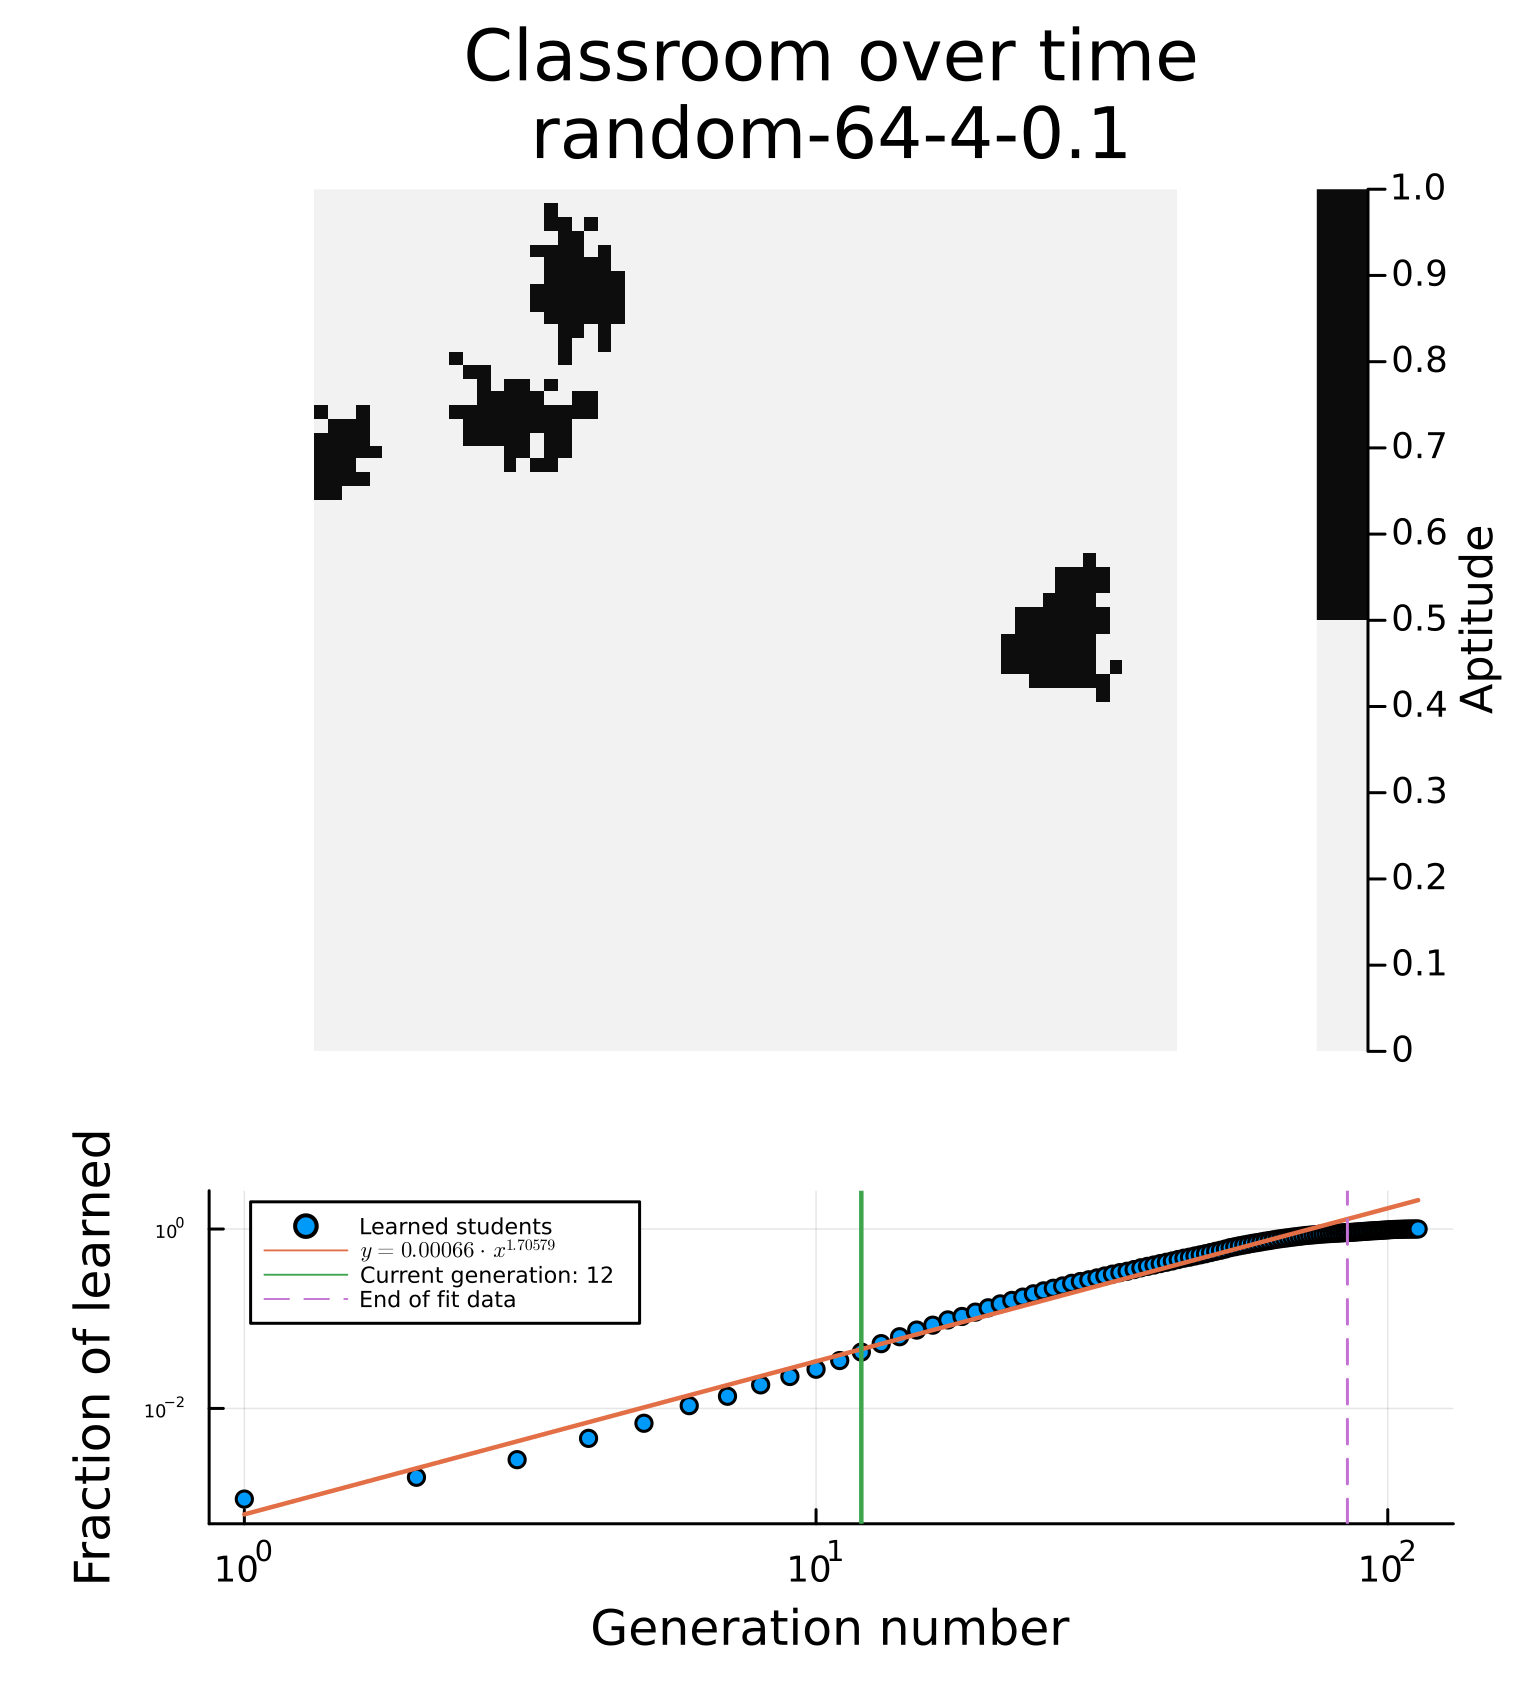 Classroom over time
random-64-4-0.1
1.0
0.9
0.8
0.7
0.6
0.5
0.4
0.3
0.2
0.1
0
Aptitude
Fraction of learned
10⁰
10⁻²
Learned students
y = 0.00066 · x^1.70579
Current generation: 12
End of fit data
10⁰ 10¹ 10²
Generation number